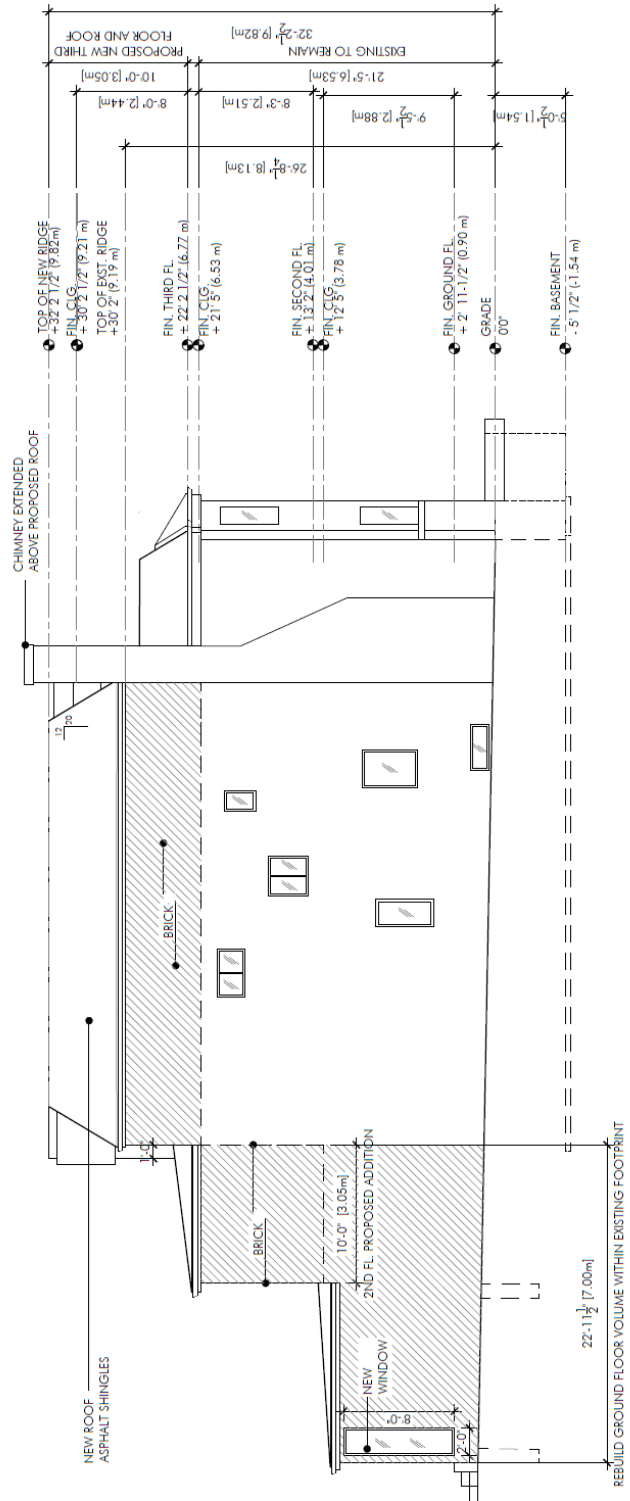 CHIMNEY EXTENDED
ABOVE PROPOSED ROOF
NEW ROOF
ASPHALT SHINGLES
12
20
BRICK
BRICK
1'-0"
10'-0" [3.05m]
2ND FL. PROPOSED ADDITION
NEW
WINDOW
8'-0"
2'-0"
22'-11 1/2" [7.00m]
REBUILD GROUND FLOOR VOLUME WITHIN EXISTING FOOTPRINT
TOP OF NEW RIDGE
+32' 2 1/2" (9.82m)
FIN. CLG.
+30' 2 1/2" (9.21 m)
TOP OF EXST. RIDGE
+30' 2" (9.19 m)
FIN. THIRD FL.
+ 22' 2 1/2" (6.77 m)
FIN. CLG.
+ 21' 5" (6.53 m)
FIN. SECOND FL.
+ 13' 2" (4.01 m)
FIN. CLG.
+ 12' 5" (3.78 m)
FIN. GROUND FL.
+ 2' 11-1/2" (0.90 m)
GRADE
0'0"
FIN. BASEMENT
- 5' 1/2" (-1.54 m)
26'-8 1/4" [8.13m]
8'-0" [2.44m]
8'-3" [2.51m]
9'-5 1/2" [2.88m]
5'-0 1/2" [1.54m]
10'-0" [3.05m]
21'-5" [6.53m]
PROPOSED NEW THIRD
FLOOR AND ROOF
EXISTING TO REMAIN
32'-2 1/2" [9.82m]